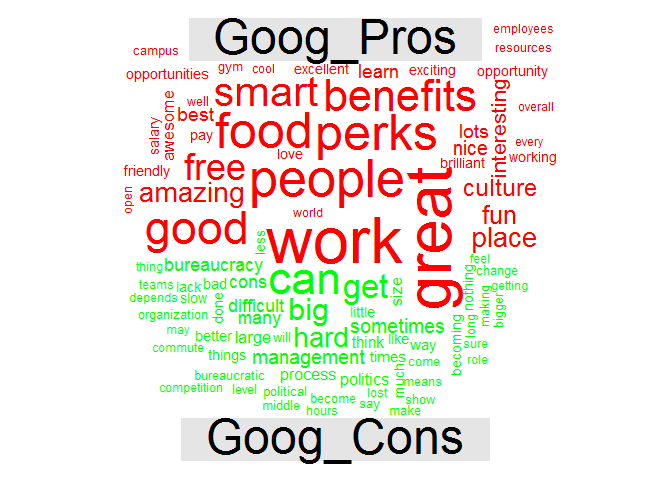 Goog_Pros
employees
resources
campus
opportunities
gym
cool
excellent
learn
exciting
opportunity
smart
benefits
well
awesome
best
salary
pay
food
perks
lots
nice
interesting
overall
every
love
brilliant
working
friendly
free
people
amazing
open
culture
world
fun
good
work
great
place
less
thing
bureaucracy
can
get
feel
change
nothing
getting
teams
lack
bad
cons
size
depends
slow
done
difficult
big
little
making
bigger
organization
many
sometimes
long
may
better
large
will
hard
think
like
way
becoming
sure
commute
things
management
times
come
role
bureaucratic
process
politics
much
means
competition
level
political
become
lost
show
middle
hours
say
make
Goog_Cons